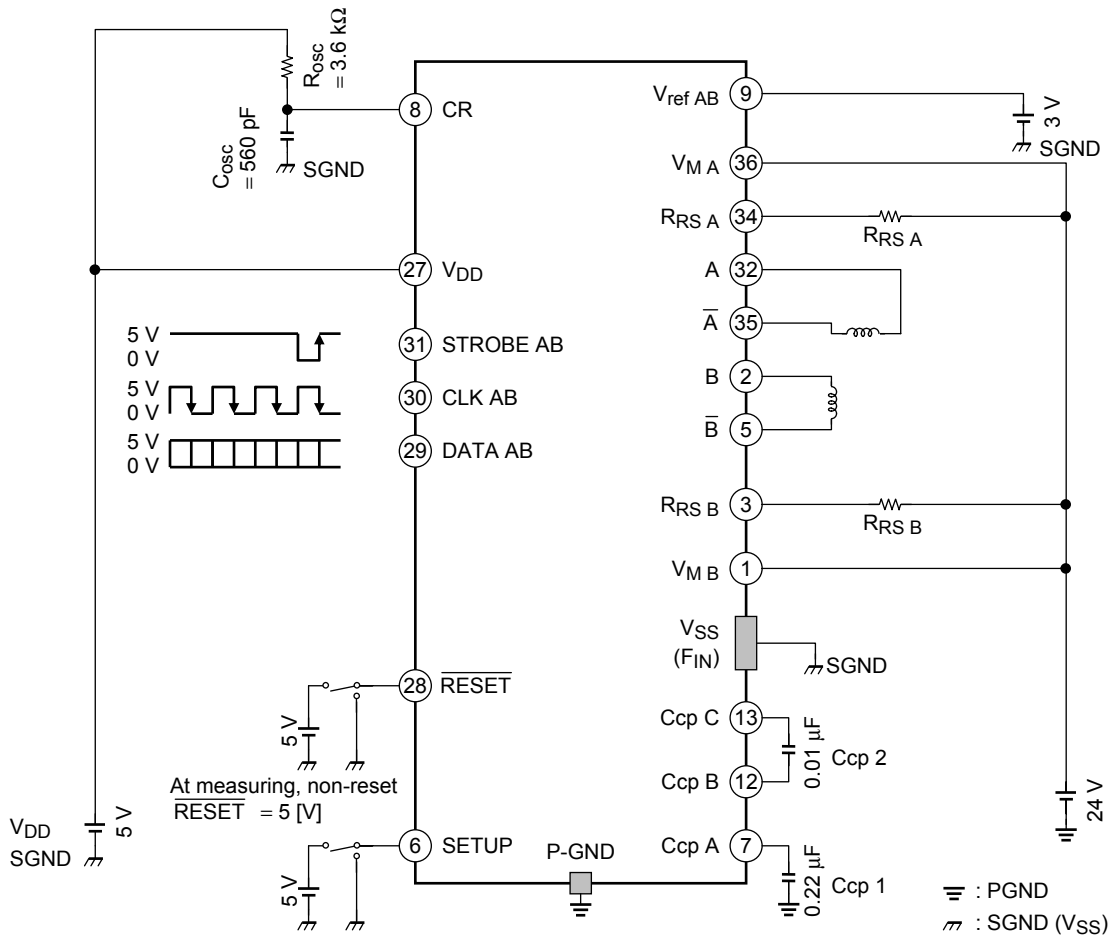 Rosc
= 3.6 kΩ
Cosc
= 560 pF
SGND
8
CR
27
VDD
5 V
0 V
31
STROBE AB
5 V
0 V
30
CLK AB
5 V
0 V
29
DATA AB
28
RESET
5 V
At measuring, non-reset
RESET = 5 [V]
VDD
SGND
5 V
6
SETUP
5 V
P-GND
Vref AB
9
3 V
SGND
VM A
36
RRS A
34
RRS A
A
32
A
35
B
2
B
5
RRS B
3
RRS B
VM B
1
VSS
(FIN)
SGND
Ccp C
13
0.01 μF
Ccp 2
Ccp B
12
24 V
Ccp A
7
0.22 μF
Ccp 1
: PGND
: SGND (VSS)